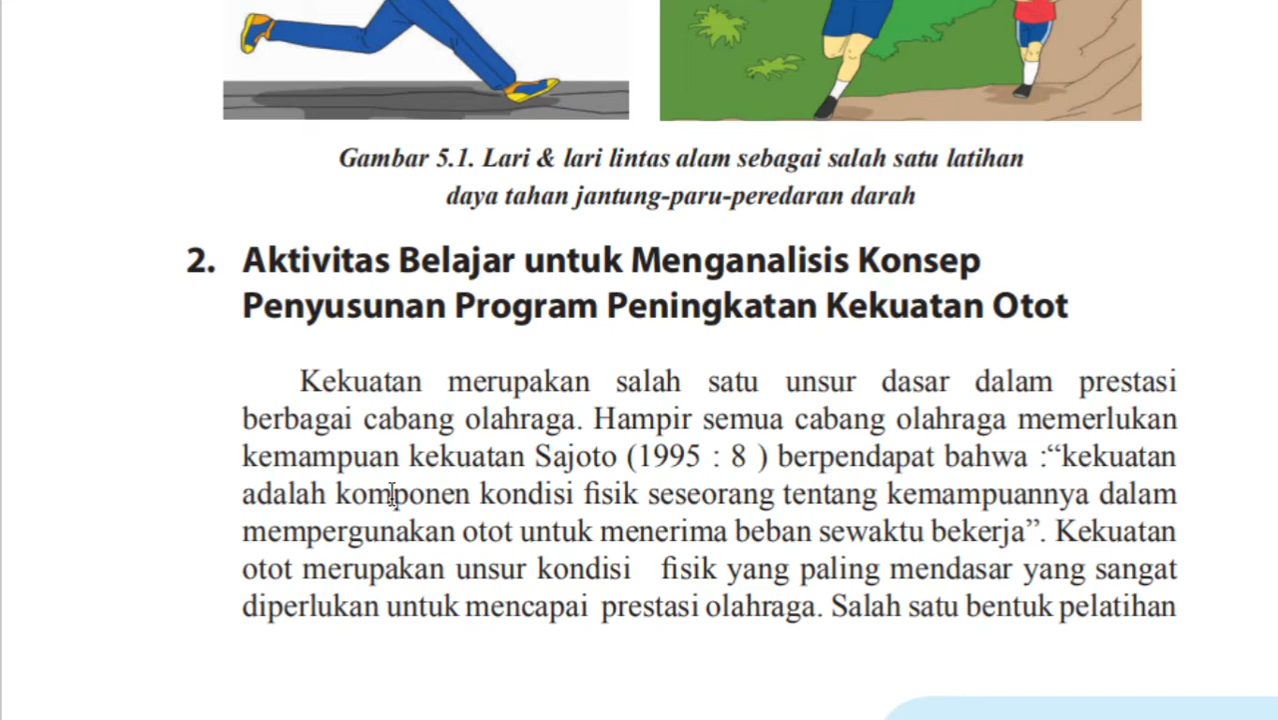 Gambar 5.1. Lari & lari lintas alam sebagai salah satu latihan
daya tahan jantung-paru-peredaran darah
2. Aktivitas Belajar untuk Menganalisis Konsep
Penyusunan Program Peningkatan Kekuatan Otot
Kekuatan merupakan salah satu unsur dasar dalam prestasi
berbagai cabang olahraga. Hampir semua cabang olahraga memerlukan
kemampuan kekuatan Sajoto (1995 : 8 ) berpendapat bahwa :“kekuatan
adalah komponen kondisi fisik seseorang tentang kemampuannya dalam
mempergunakan otot untuk menerima beban sewaktu bekerja”. Kekuatan
otot merupakan unsur kondisi fisik yang paling mendasar yang sangat
diperlukan untuk mencapai prestasi olahraga. Salah satu bentuk pelatihan